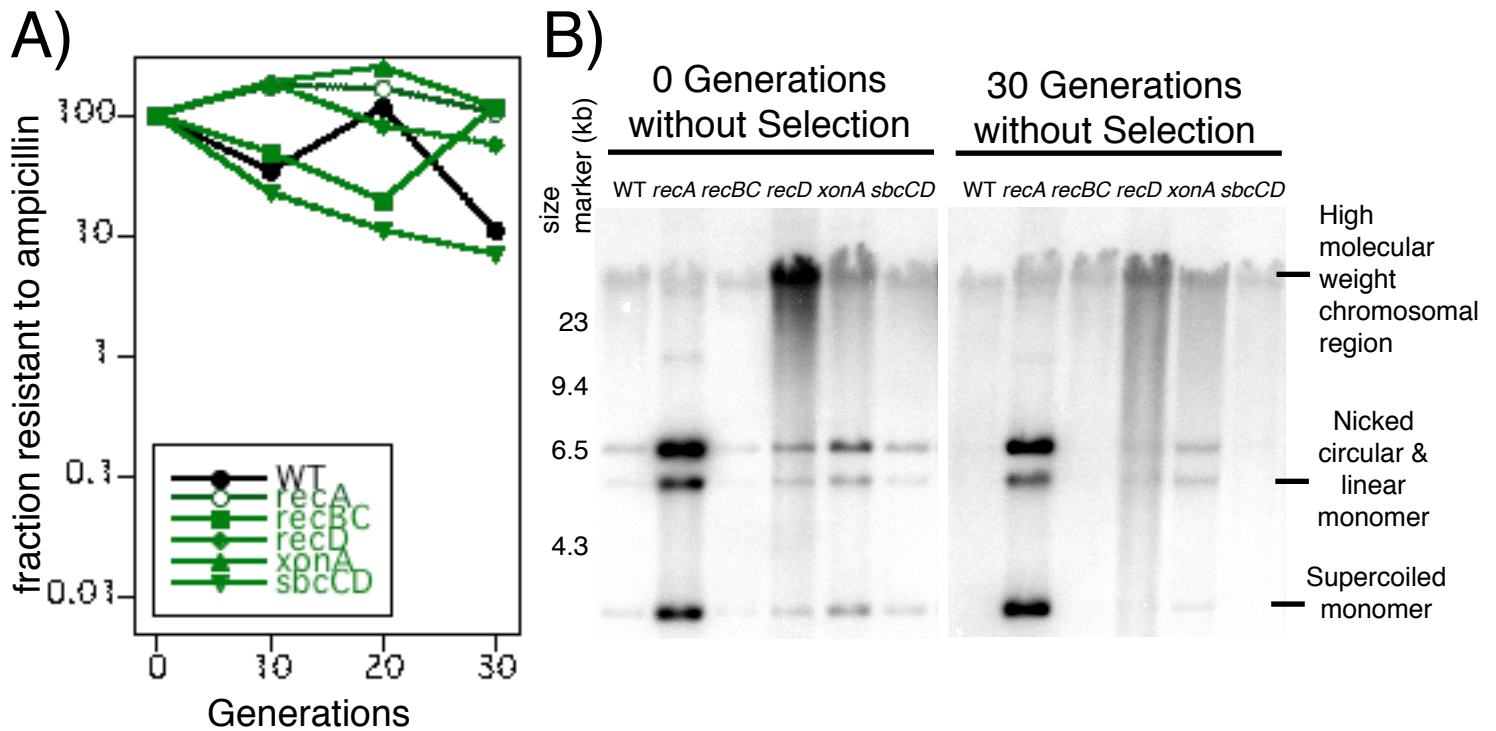 A)
fraction resistant to ampicillin
100
10
1
0.1
0.01
WT
recA
recBC
recD
xonA
sbcCD
0
10
20
30
Generations
B)
0 Generations
without Selection
30 Generations
without Selection
size
marker (kb)
WT recA recBC recD xonA sbcCD
WT recA recBC recD xonA sbcCD
23
9.4
6.5
4.3
High
molecular
weight
chromosomal
region
Nicked
circular &
linear
monomer
Supercoiled
monomer